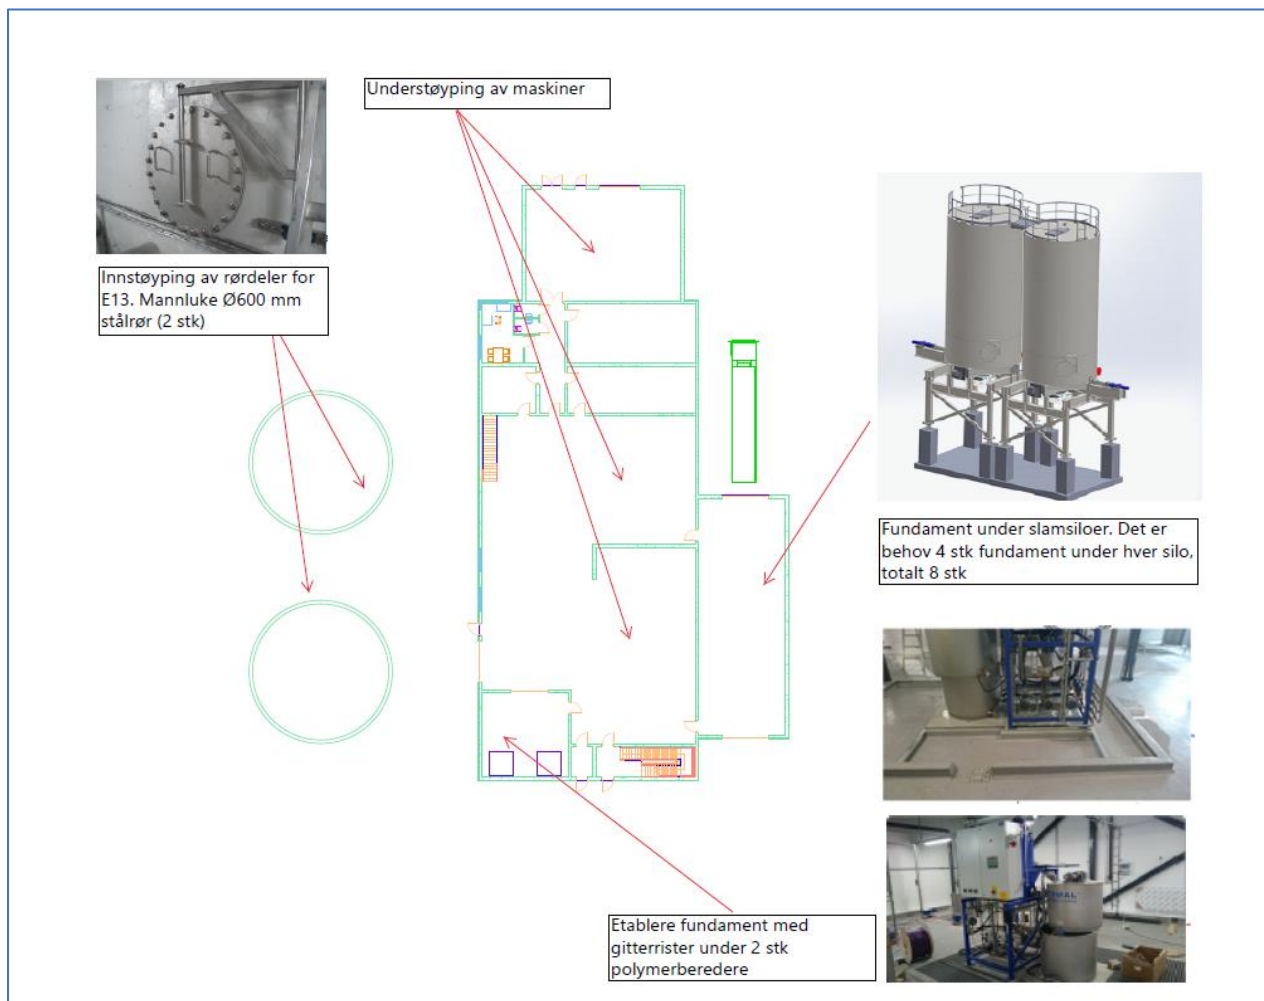 Understøyping av maskiner
Innstøyping av rørdeler for
E13. Mannluke Ø600 mm
stålrør (2 stk)
Fundament under slamsiloer. Det er
behov 4 stk fundament under hver silo,
totalt 8 stk
Etablere fundament med
gitterrister under 2 stk
polymerberedere